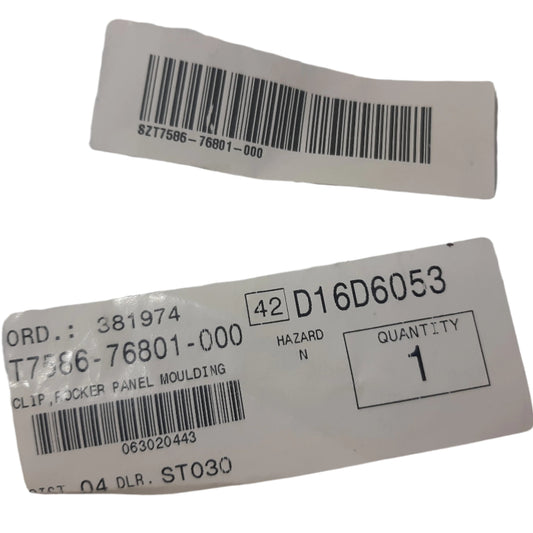 SZT7586-76801-000
ORD.: 381974
42 D16D6053
T7586-76801-000
HAZARD
N
QUANTITY
1
CLIP,ROCKER PANEL MOULDING
063020443
04 DLR. ST030